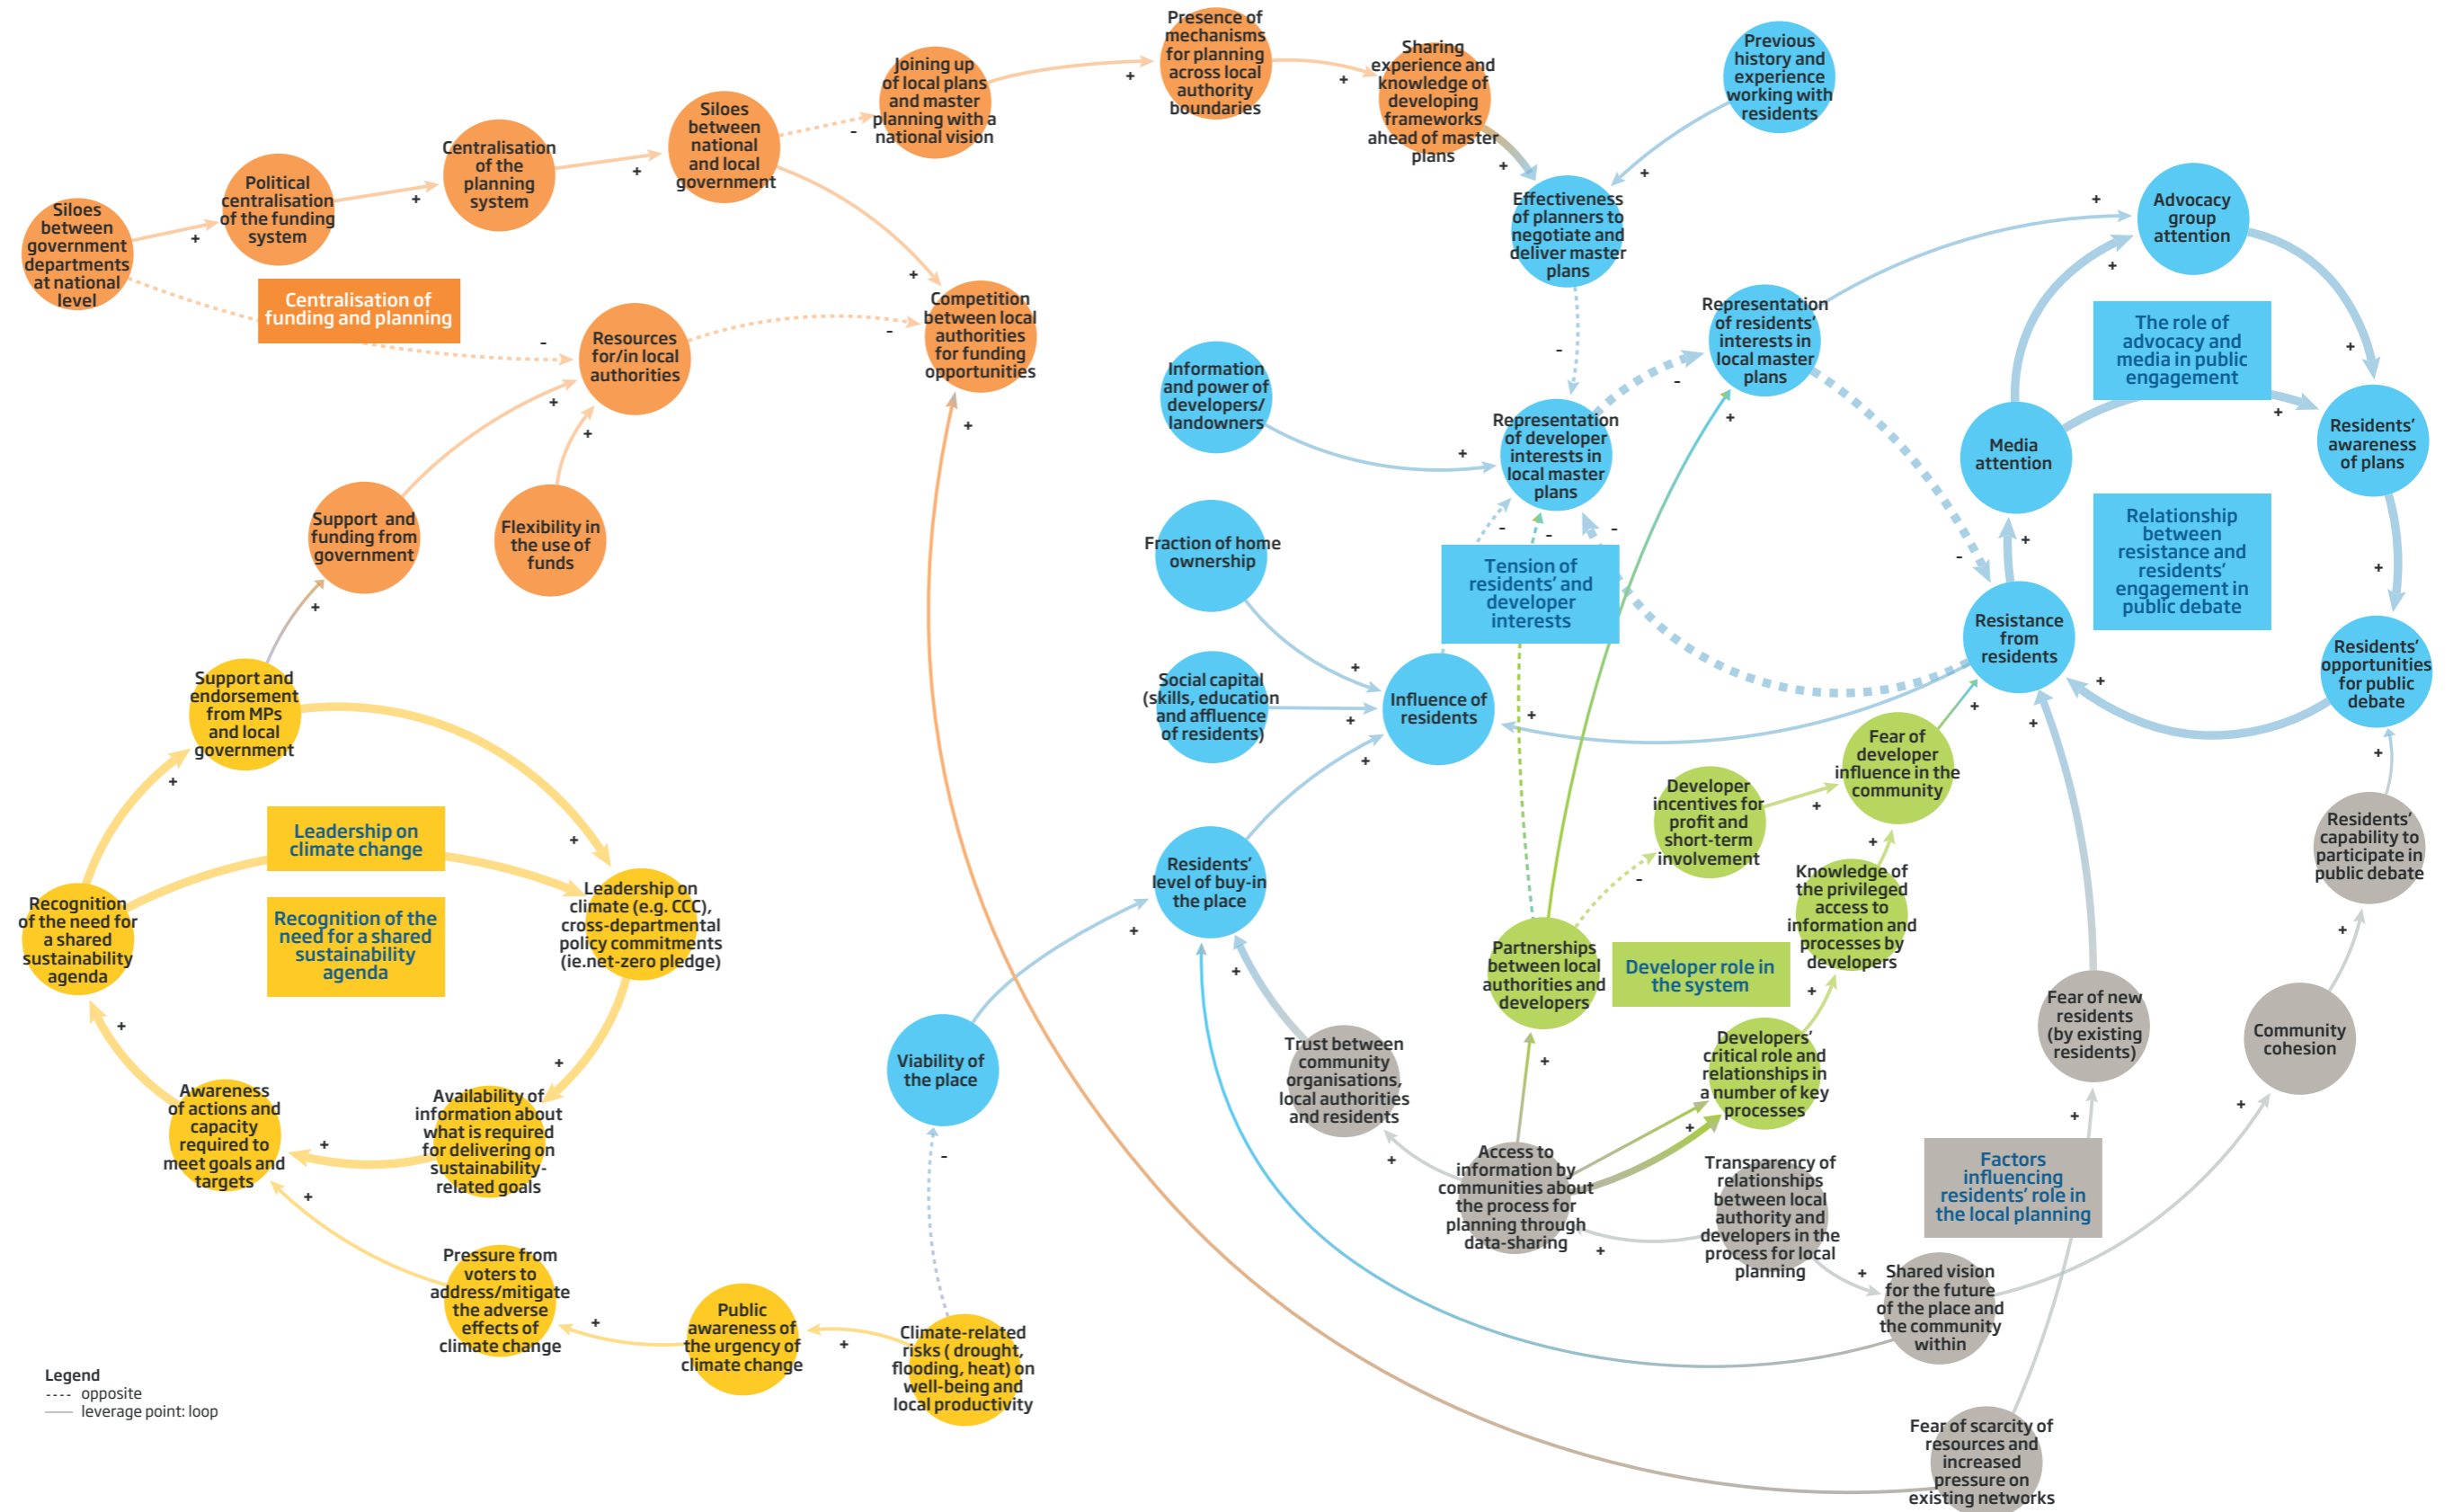 Siloes
between
government
departments
at national
level
+
Political
centralisation
of the funding
system
+
Centralisation
of the
planning
system
+
Siloes
between
national
and local
government
-
Joining up
of local plans
and master
planning with a
national vision
+
Presence of
mechanisms
for planning
across local
authority
boundaries
+
Sharing
experience and
knowledge of
developing
frameworks
ahead of master
plans
+
Previous
history and
experience
working with
residents
+
Effectiveness
of planners to
negotiate and
deliver master
plans
-
Centralisation of
funding and planning
-
Resources
for/in local
authorities
-
+
Competition
between local
authorities
for funding
opportunities
+
+
+
Support and
funding from
government
Flexibility in
the use of
funds
+
Information
and power of
developers/
landowners
+
Representation
of developer
interests in
local master
plans
-
Representation
of residents’
interests in
local master
plans
+
+
Advocacy
group
attention
+
+
The role of
advocacy and
media in public
engagement
+
Media
attention
Residents’
awareness
of plans
+
Relationship
between
resistance and
residents’
engagement in
public debate
+
-
Resistance
from
residents
Residents’
opportunities
for public
debate
+
+
+
+
Fraction of home
ownership
+
-
-
-
Tension of
residents’ and
developer
interests
Social capital
(skills, education
and affluence
of residents)
+
Influence of
residents
+
+
Residents’
level of buy-in
the place
+
+
Fear of
developer
influence in the
community
Developer
incentives for
profit and
short-term
involvement
+
-
+
Knowledge of
the privileged
access to
information and
processes by
developers
+
Partnerships
between local
authorities and
developers
+
Developer role in
the system
Developers’
critical role and
relationships in
a number of key
processes
+
Residents’
capability to
participate in
public debate
+
Fear of new
residents
(by existing
residents)
+
Community
cohesion
+
Support and
endorsement
from MPs
and local
government
+
+
Leadership on
climate change
Recognition
of the need for
a shared
sustainability
agenda
Recognition of the
need for a shared
sustainability
agenda
Leadership on
climate (e.g. CCC),
cross-departmental
policy commitments
(ie.net-zero pledge)
+
+
Awareness
of actions and
capacity
required to
meet goals and
targets
+
+
Availability of
information about
what is required
for delivering on
sustainability-
related goals
Viability of
the place
-
Trust between
community
organisations,
local authorities
and residents
+
Access to
information by
communities about
the process for
planning through
data-sharing
+
Transparency of
relationships
between local
authority and
developers in the
process for local
planning
+
Factors
influencing
residents’ role in
the local planning
Shared vision
for the future
of the place and
the community
within
Pressure from
voters to
address/mitigate
the adverse
effects of
climate change
+
Public
awareness of
the urgency of
climate change
+
Climate-related
risks ( drought,
flooding, heat) on
well-being and
local productivity
Fear of scarcity of
resources and
increased
pressure on
existing networks
Legend
---- opposite
leverage point: loop